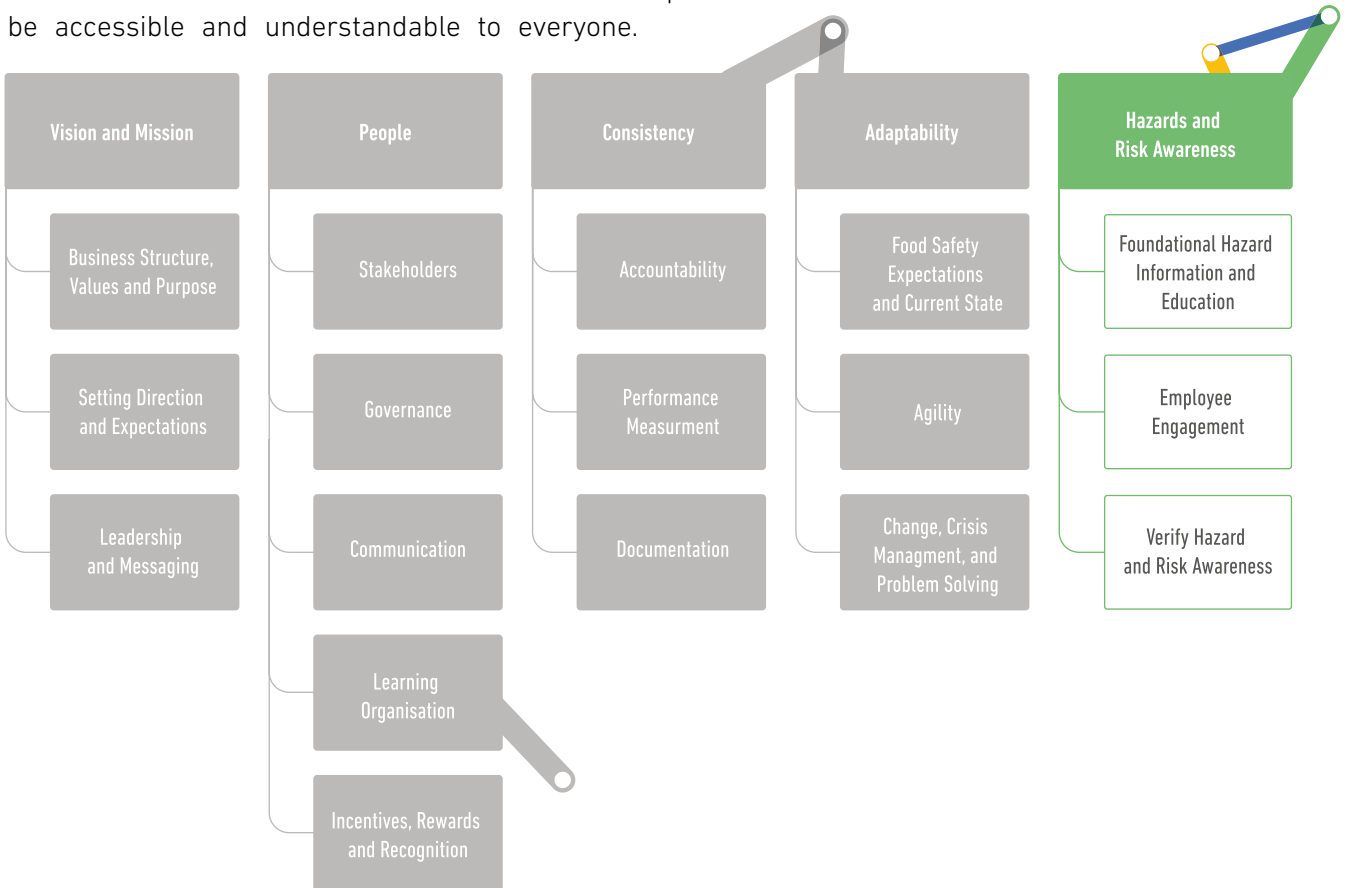 be accessible and understandable to everyone.
Vision and Mission
Business Structure,
Values and Purpose
Setting Direction
and Expectations
Leadership
and Messaging
People
Stakeholders
Governance
Communication
Learning
Organisation
Incentives, Rewards
and Recognition
Consistency
Accountability
Performance
Measurment
Documentation
Adaptability
Food Safety
Expectations
and Current State
Agility
Change, Crisis
Managment, and
Problem Solving
Hazards and
Risk Awareness
Foundational Hazard
Information and
Education
Employee
Engagement
Verify Hazard
and Risk Awareness